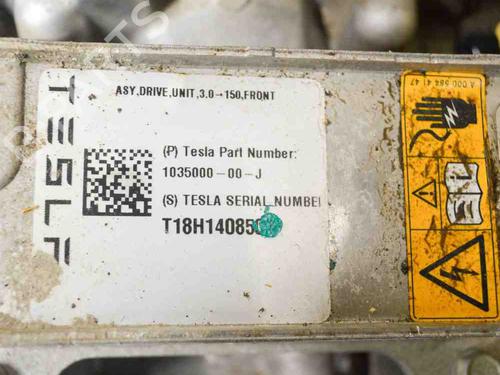 TESLA
ASY,DRIVE,UNIT,3.0→150,FRONT
(P) Tesla Part Number:
1035000-00-J
(S) TESLA SERIAL NUMBE
T18H14085